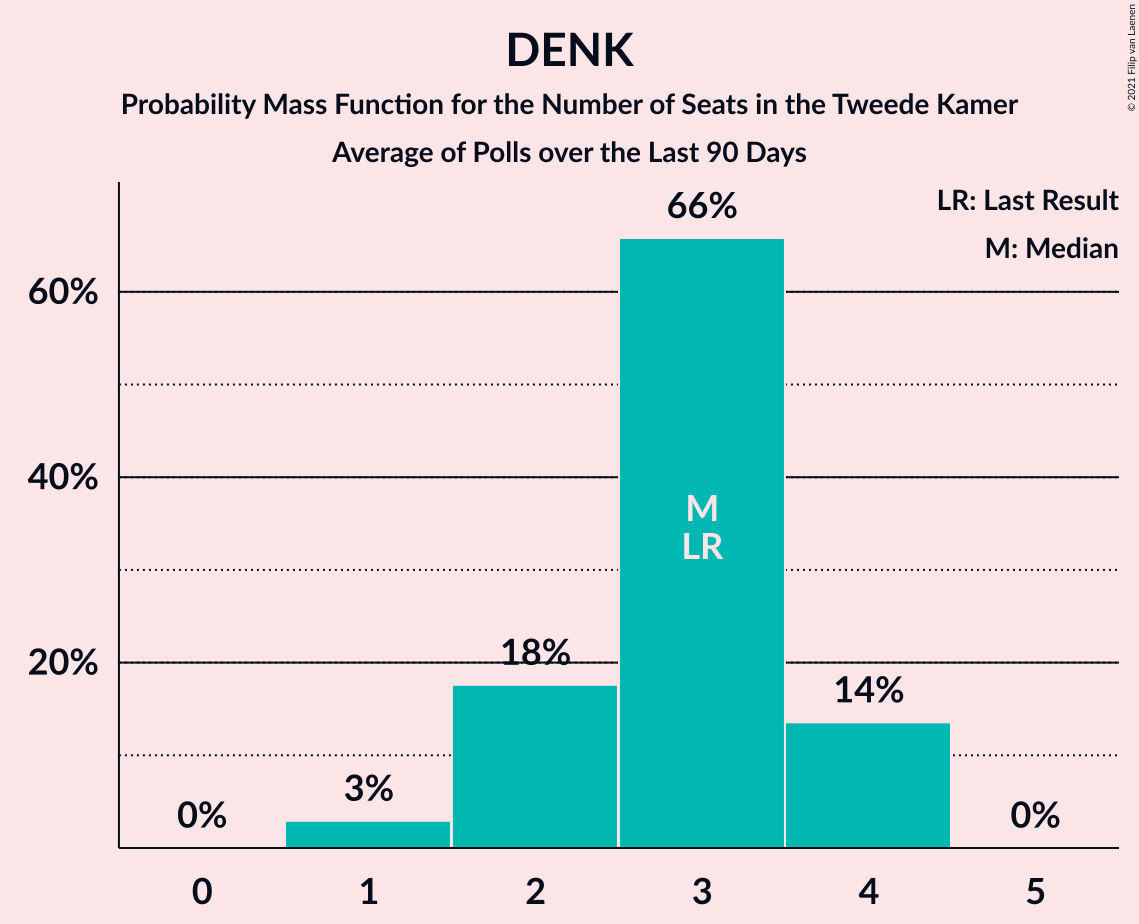 DENK
Probability Mass Function for the Number of Seats in the Tweede Kamer
Average of Polls over the Last 90 Days
© 2021 Filip van Laenen
LR: Last Result
M: Median
66%
60%
40%
M
LR
18%
20%
14%
3%
0%
0%
0 1 2 3 4 5